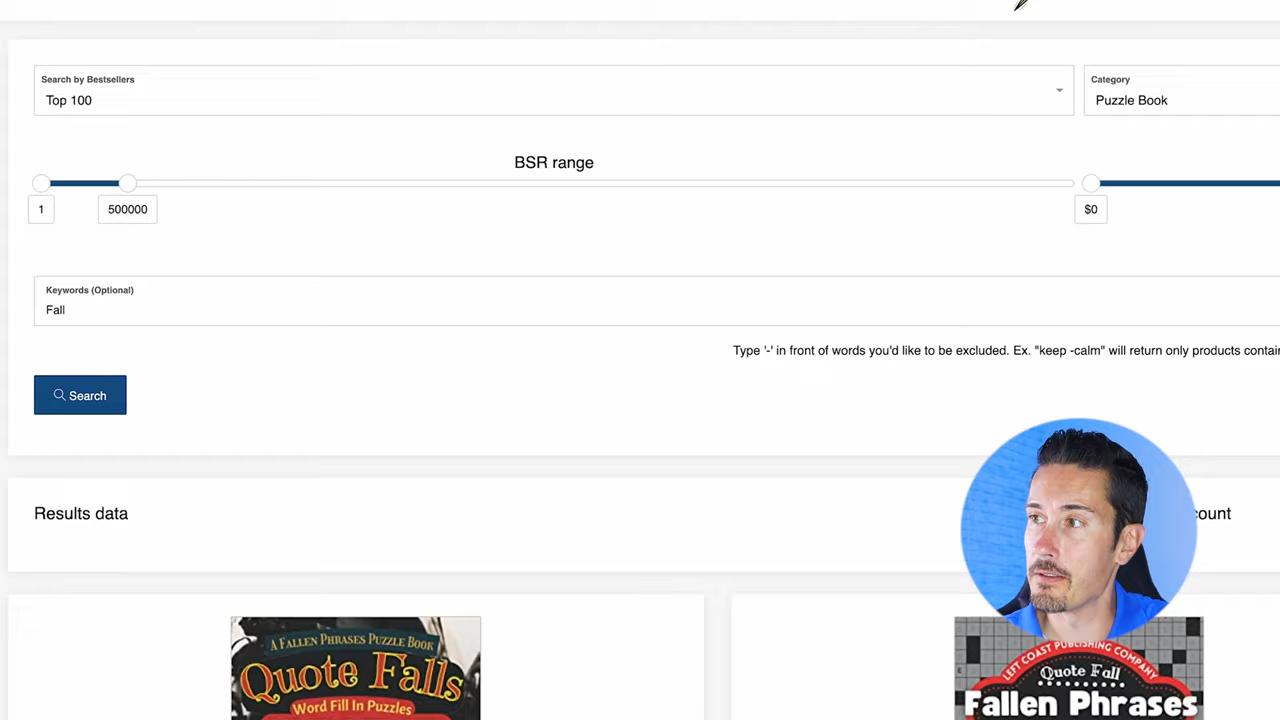 Search by Bestsellers
Top 100
Category
Puzzle Book
BSR range
1
500000
$0
Keywords (Optional)
Fall
Type '-' in front of words you'd like to be excluded. Ex. "keep -calm" will return only products contai
Search
Results data
count
A FALLEN PHRASES PUZZLE BOOK
Quote Falls
Word Fill In Puzzles
LEFT COAST PUBLISHING COMPANY
Quote Fall
Fallen Phrases